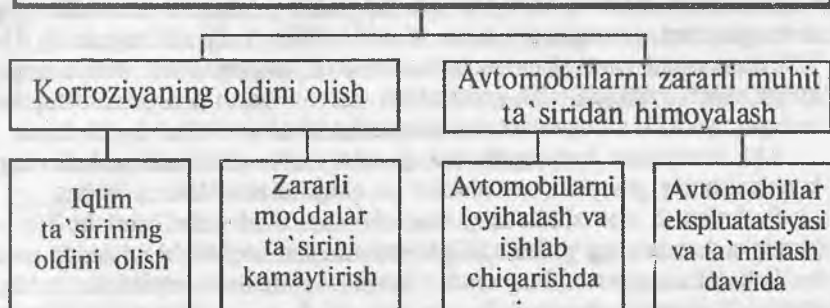 Korroziyaning oldini olish
Avtomobillarni zararli muhit
ta`siridan himoyalash
Iqlim
ta`sirining
oldini olish
Zararli
moddalar
ta`sirini
kamaytirish
Avtomobillarni
loyihalash va
ishlab
chiqarishda
Avtomobillar
ekspluatatsiyasi
va ta`mirlash
davrida